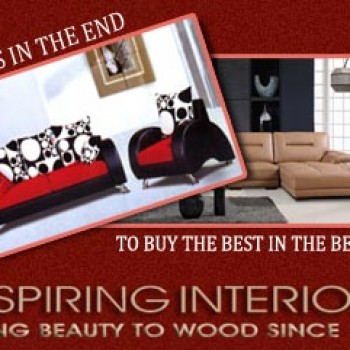 S IN THE END
TO BUY THE BEST IN THE BE
SPIRING INTERIO
NG BEAUTY TO WOOD SINCE